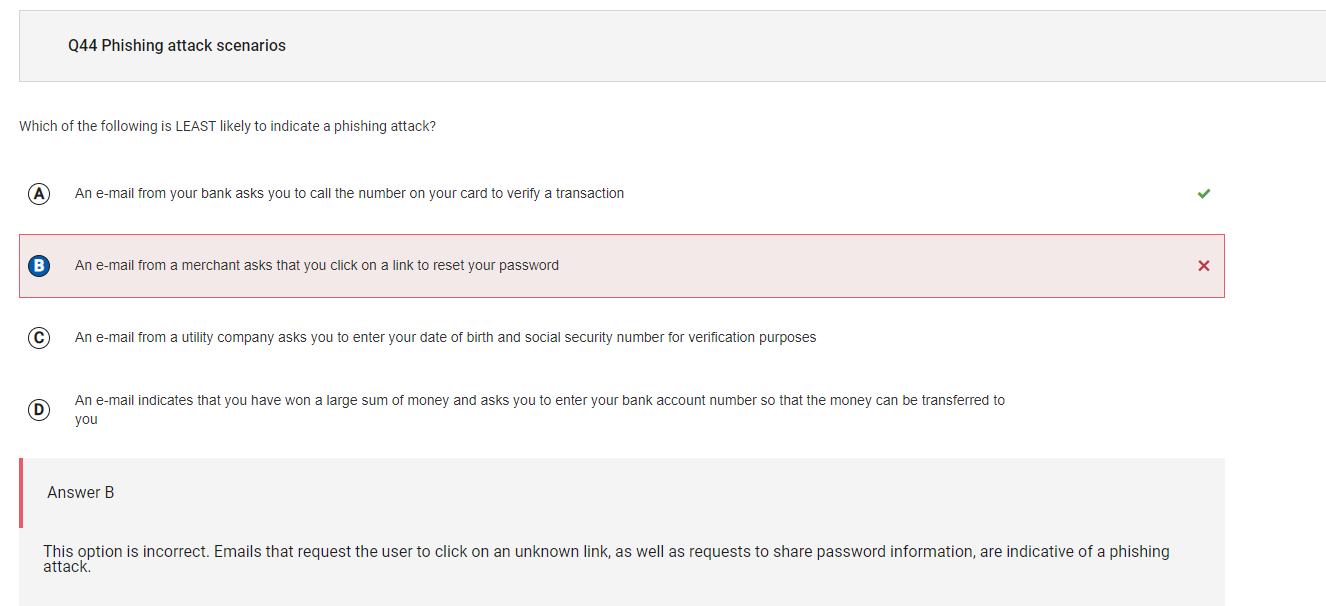 Q44 Phishing attack scenarios
Which of the following is LEAST likely to indicate a phishing attack?
A An e-mail from your bank asks you to call the number on your card to verify a transaction
B An e-mail from a merchant asks that you click on a link to reset your password
C An e-mail from a utility company asks you to enter your date of birth and social security number for verification purposes
D An e-mail indicates that you have won a large sum of money and asks you to enter your bank account number so that the money can be transferred to
you
Answer B
This option is incorrect. Emails that request the user to click on an unknown link, as well as requests to share password information, are indicative of a phishing
attack.